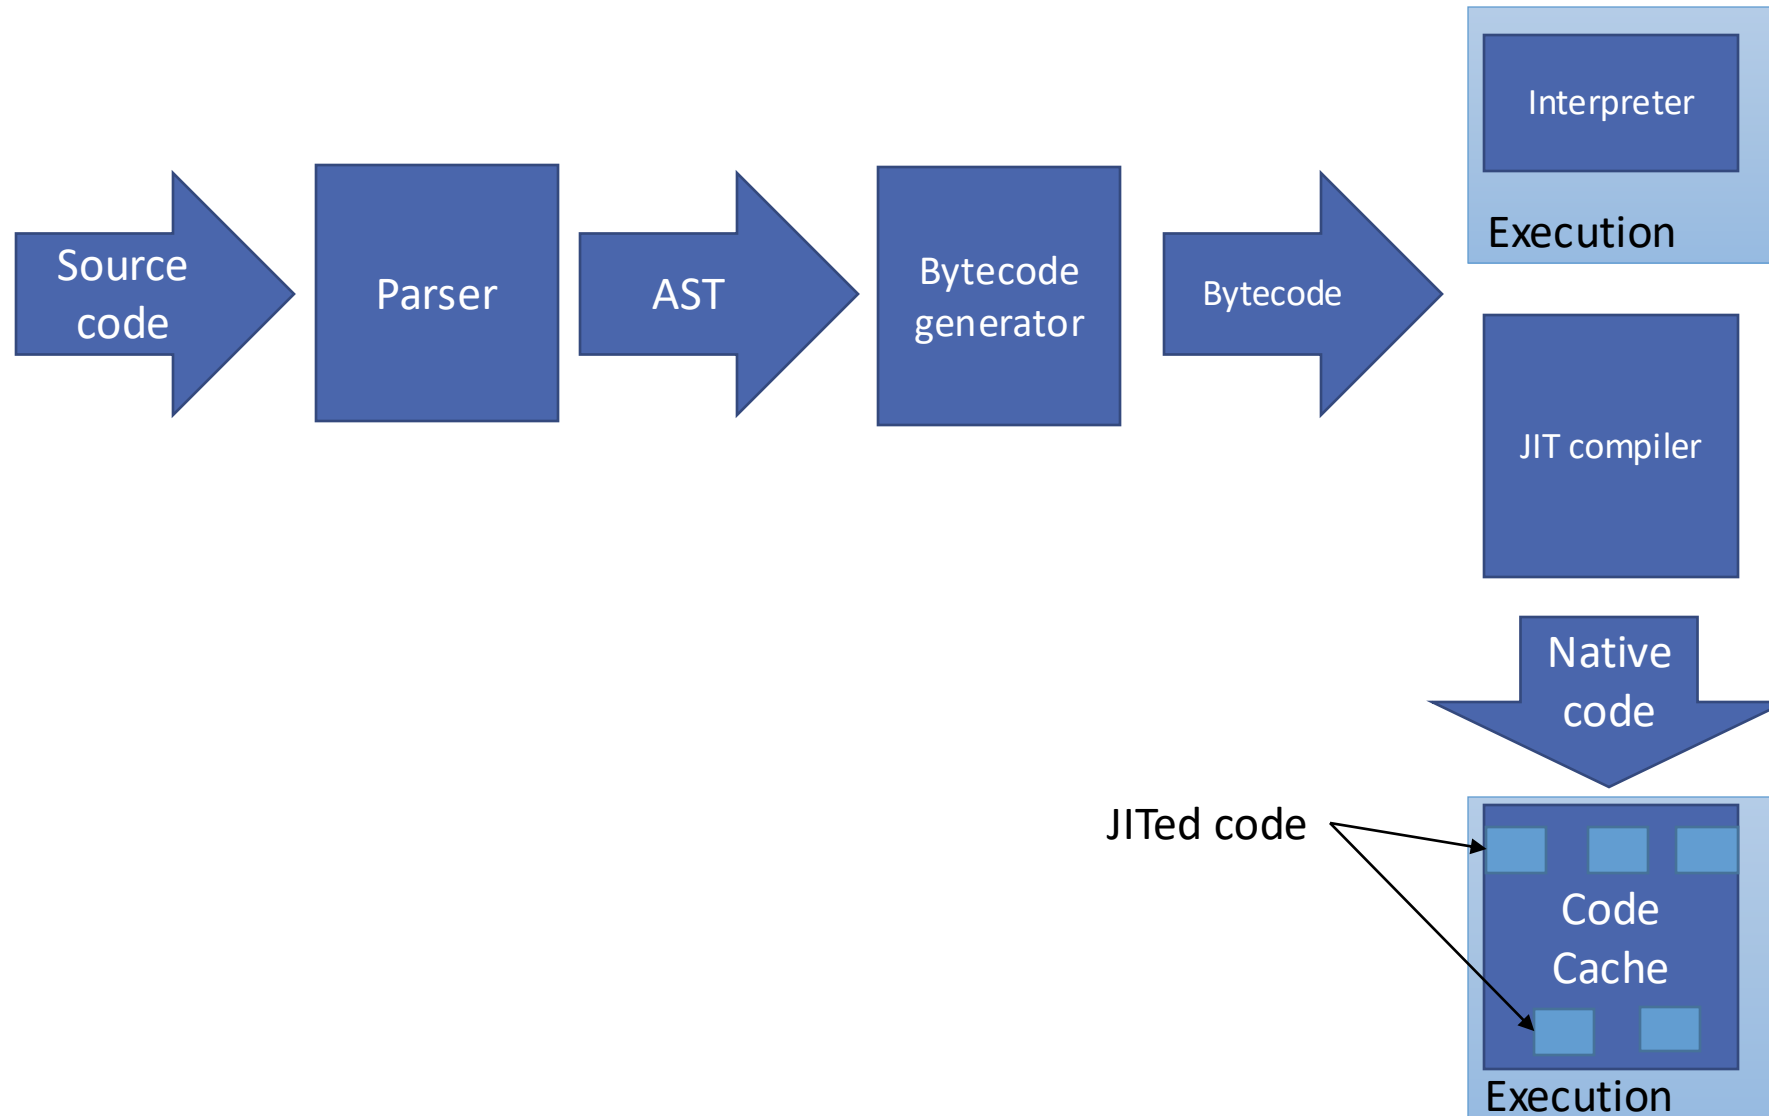 Source
code
Parser
AST
Bytecode
generator
Bytecode
Interpreter
Execution
JIT compiler
Native
code
JITed code
Code
Cache
Execution